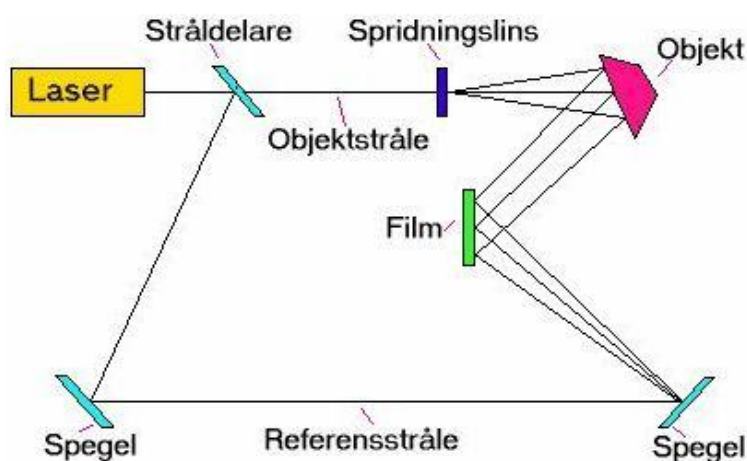 Stråldelare
Spridningslins
Objekt
Laser
Objektstråle
Film
Spegel
Referensstråle
Spegel